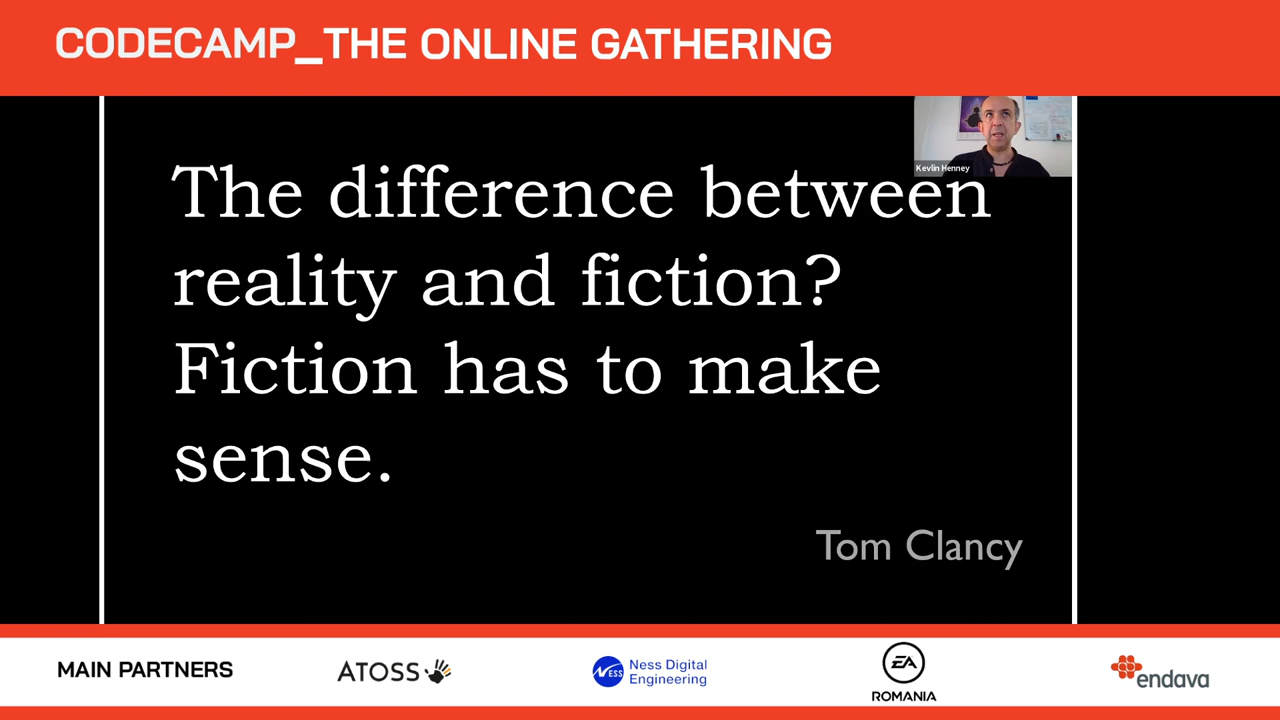 CODECAMP_THE ONLINE GATHERING
Kevlin Henney
The difference between
reality and fiction?
Fiction has to make
sense.
Tom Clancy
MAIN PARTNERS
ATOSS
NESS
Ness Digital
Engineering
EA
ROMANIA
endava